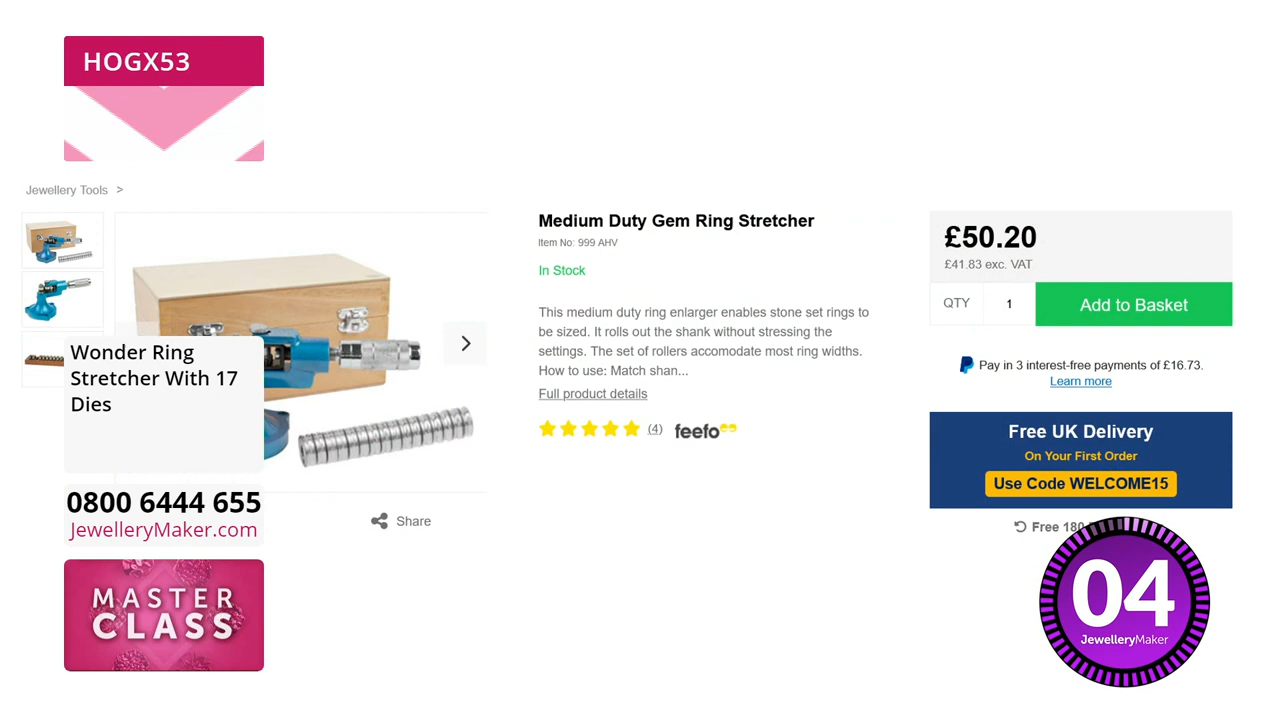 HOGX53
Jewellery Tools >
Medium Duty Gem Ring Stretcher
Item No: 999 AHV
In Stock
This medium duty ring enlarger enables stone set rings to
be sized. It rolls out the shank without stressing the
settings. The set of rollers accomodate most ring widths.
How to use: Match shan...
Full product details
(4) feefo
£50.20
£41.83 exc. VAT
QTY 1 Add to Basket
Pay in 3 interest-free payments of £16.73.
Learn more
Free UK Delivery
On Your First Order
Use Code WELCOME15
Free 180
Wonder Ring
Stretcher With 17
Dies
Share
0800 6444 655
JewelleryMaker.com
MASTER
CLASS
04
JewelleryMaker